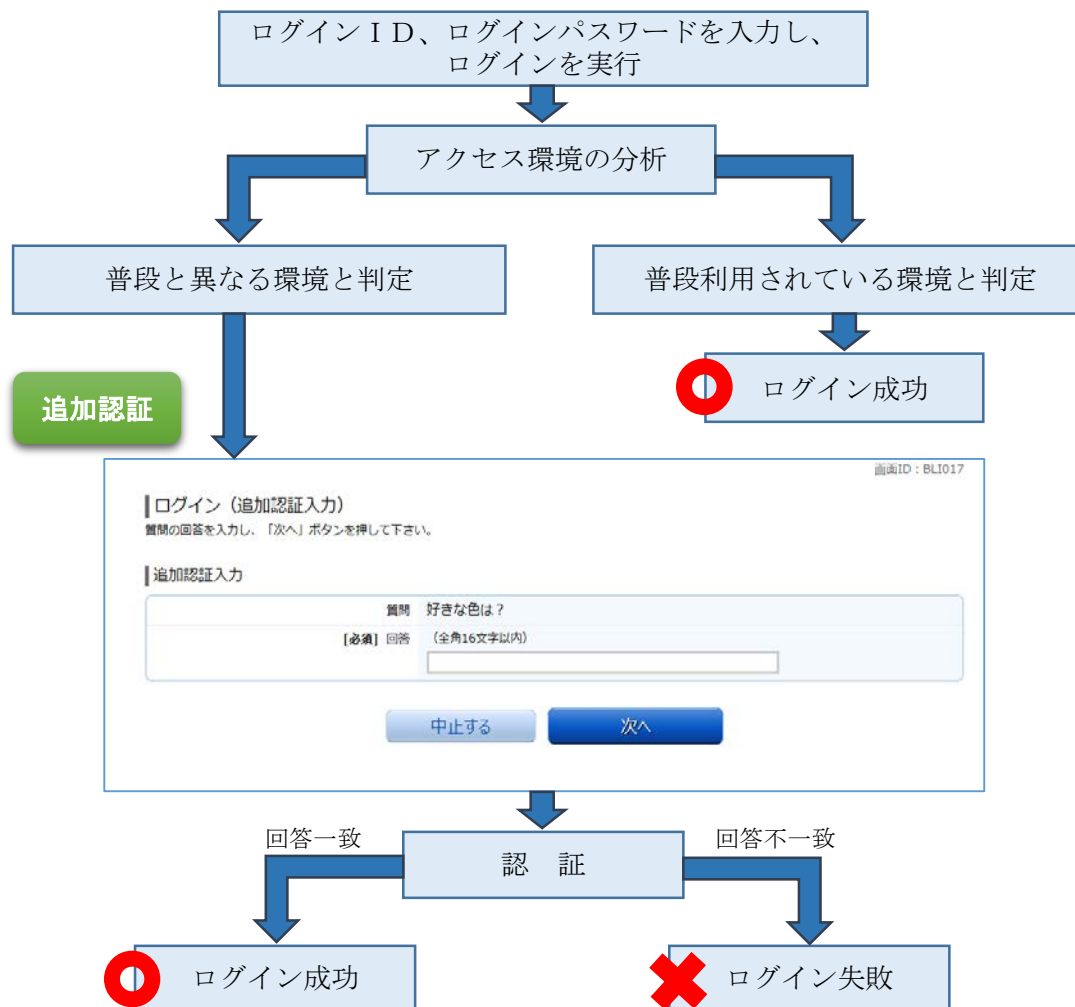 ログインＩＤ、ログインパスワードを入力し、
ログインを実行
アクセス環境の分析
普段と異なる環境と判定
普段利用されている環境と判定
ログイン成功
追加認証
画面ID：BLI017
ログイン（追加認証入力）
質問の回答を入力し、「次へ」ボタンを押して下さい。
追加認証入力
質問 好きな色は？
[必須] 回答 （全角16文字以内）
中止する 次へ
回答一致
認　証
回答不一致
ログイン成功
ログイン失敗